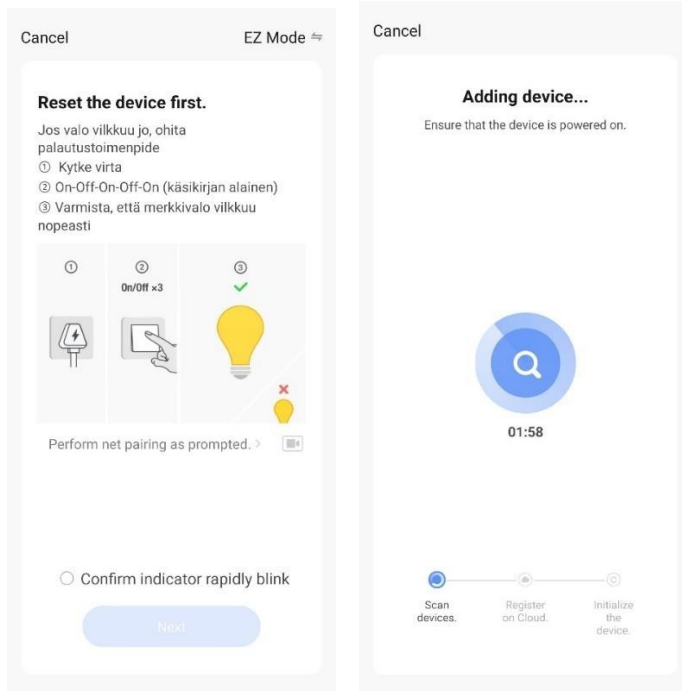 Cancel
EZ Mode ⇋
Reset the device first.
Jos valo vilkkuu jo, ohita
palautustoimenpide
① Kytke virta
② On-Off-On-Off-On (käsikirjan alainen)
③ Varmista, että merkkivalo vilkkuu
nopeasti
①
②
③
On/Off ×3
Perform net pairing as prompted. >
Confirm indicator rapidly blink
Next
Cancel
Adding device...
Ensure that the device is powered on.
01:58
Scan
devices.
Register
on Cloud.
Initialize
the
device.